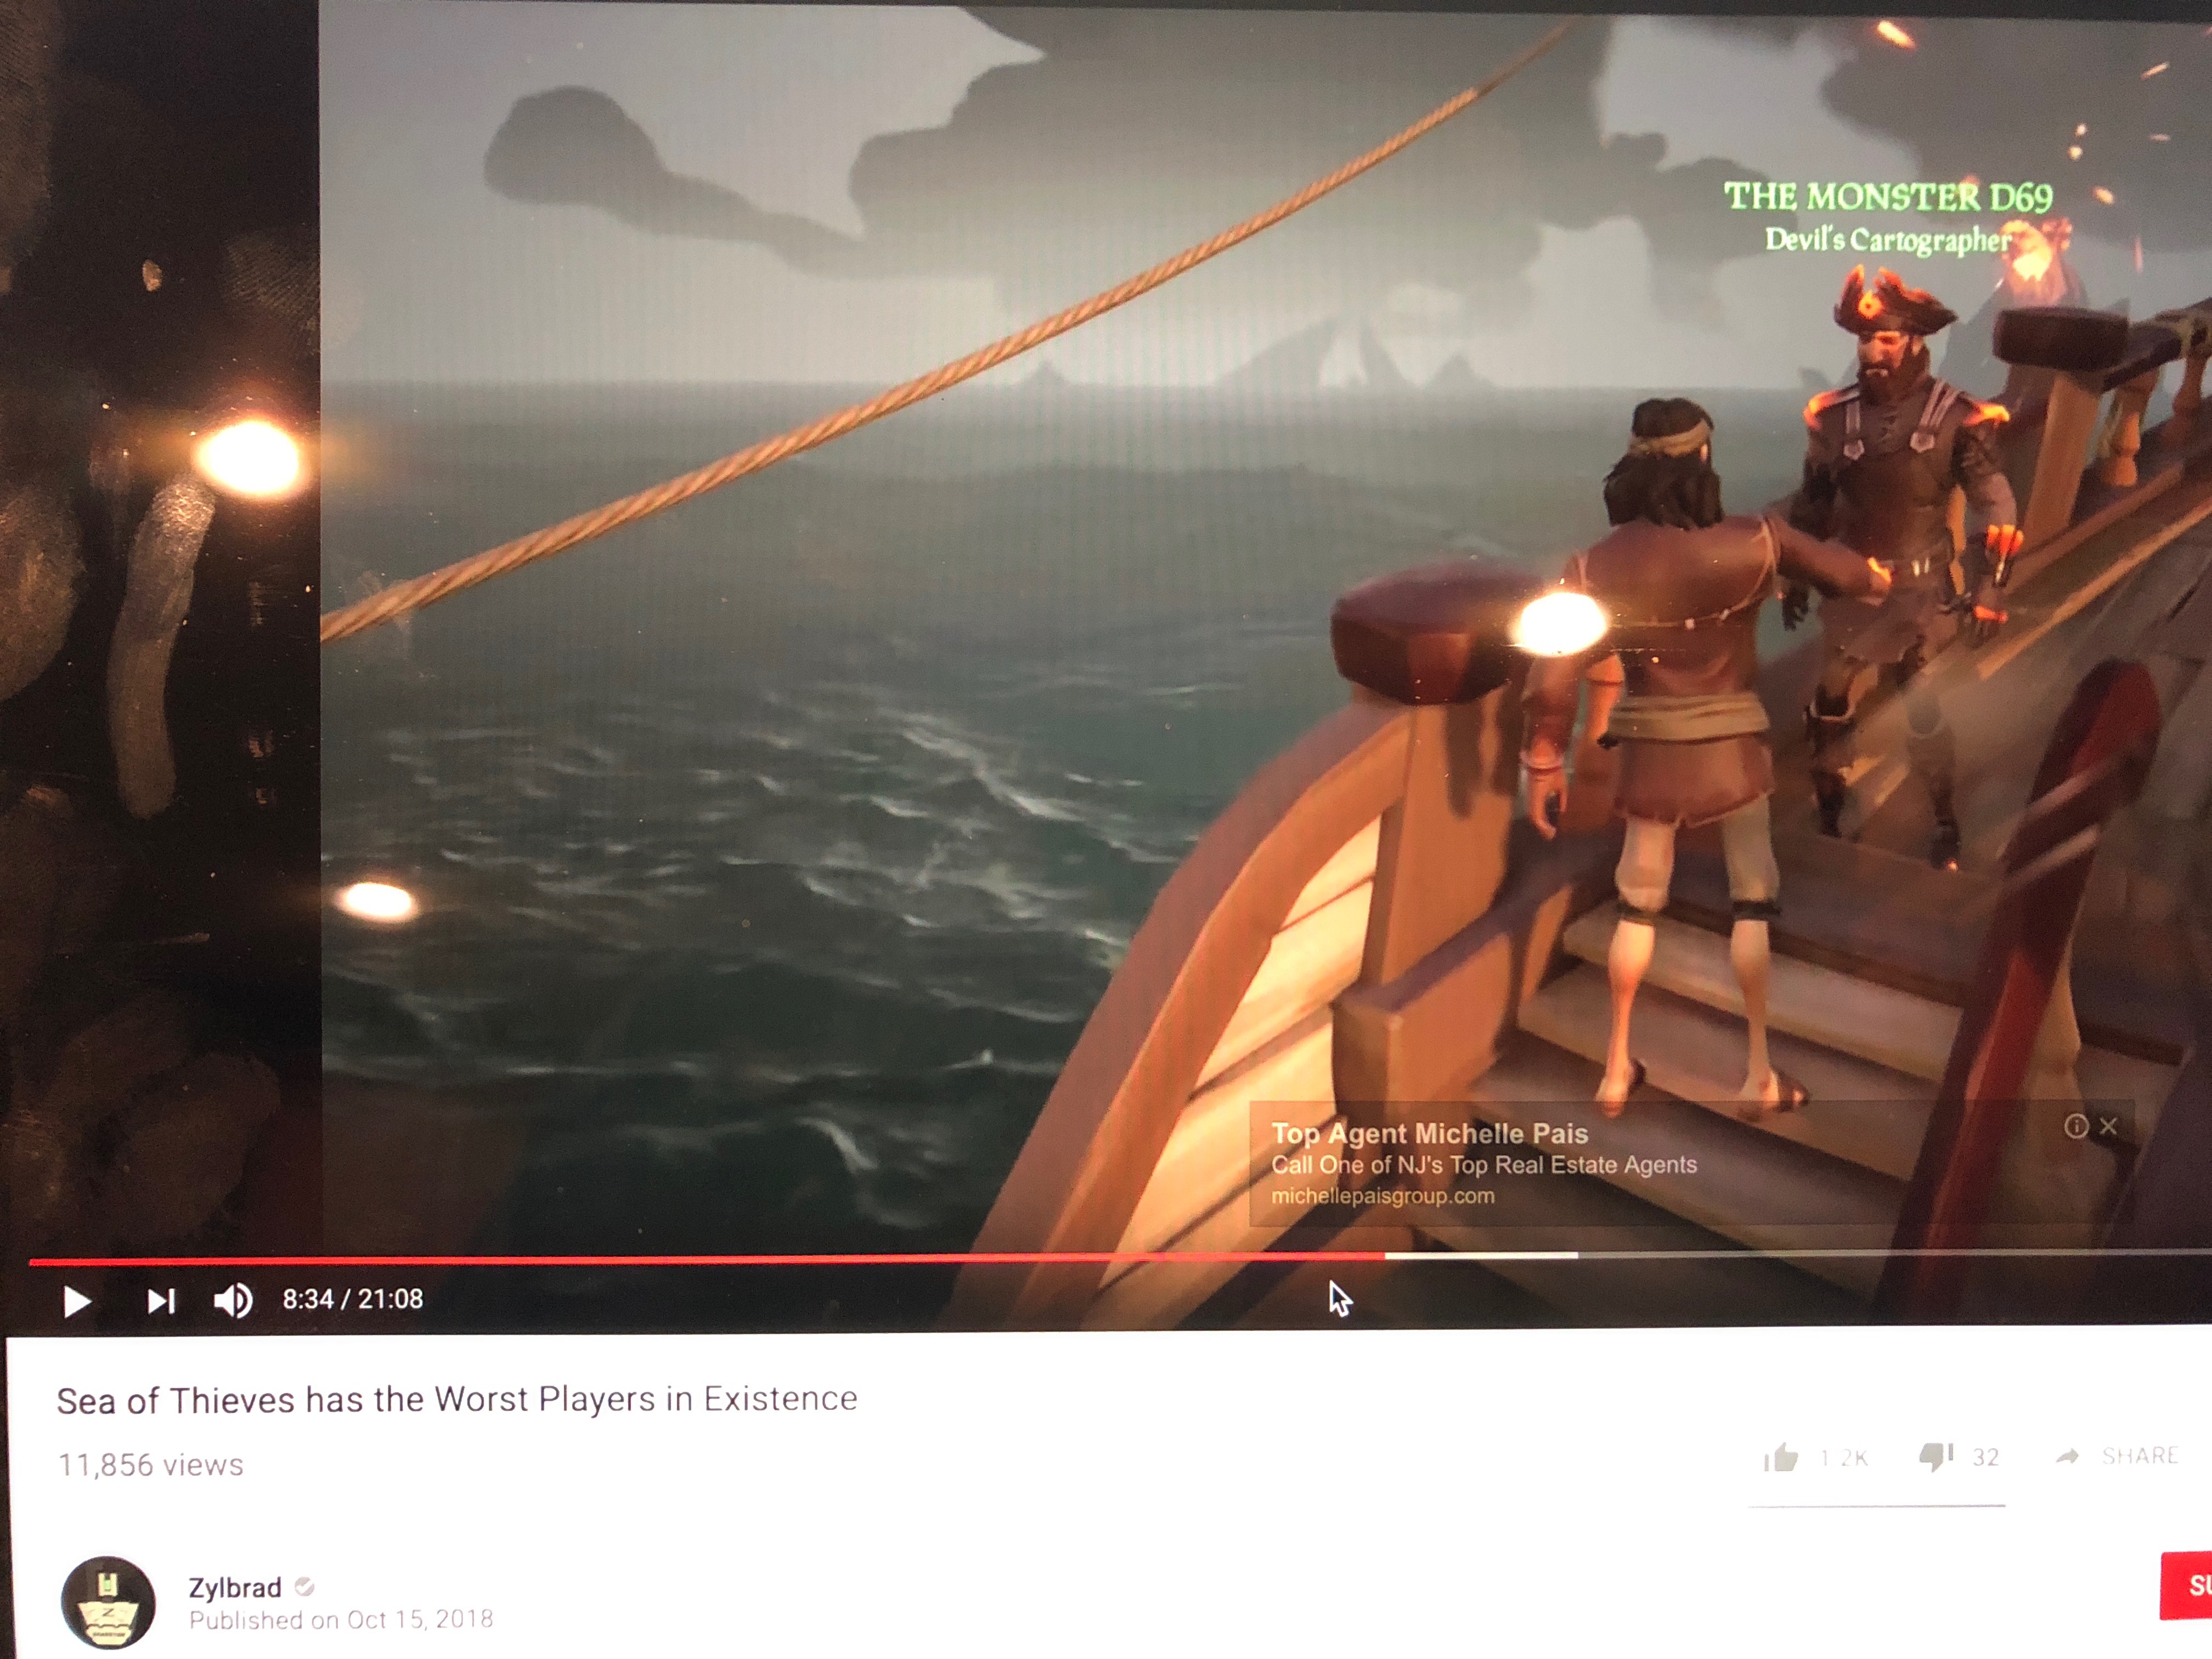 THE MONSTER D69
Devil's Cartographer
Top Agent Michelle Pais
Call One of NJ's Top Real Estate Agents
michellepaisgroup.com
8:34 / 21:08
Sea of Thieves has the Worst Players in Existence
11,856 views
1.2K 32 SHARE
Zylbrad
SU
Published on Oct 15, 2018